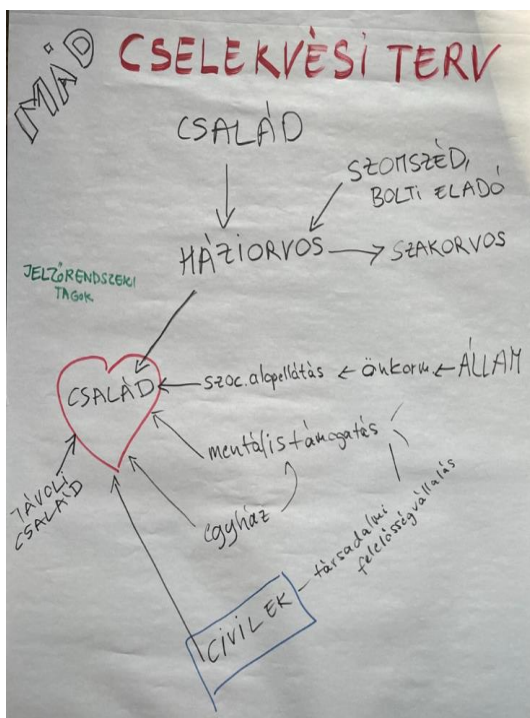 MÁD
CSELEKVÈSI TERV
CSALÁD
SZOMSZÉD,
BOLTI ELADÓ
HÁZIORVOS
SZAKORVOS
JELZŐRENDSZERI
TAGOK
CSALÁD
szoc. alapellátás
önkorm
ÁLLAM
mentális támogatás
TÁVOLI
CSALÁD
egyház
társadalmi
felelősségvállalás
CIVILEK